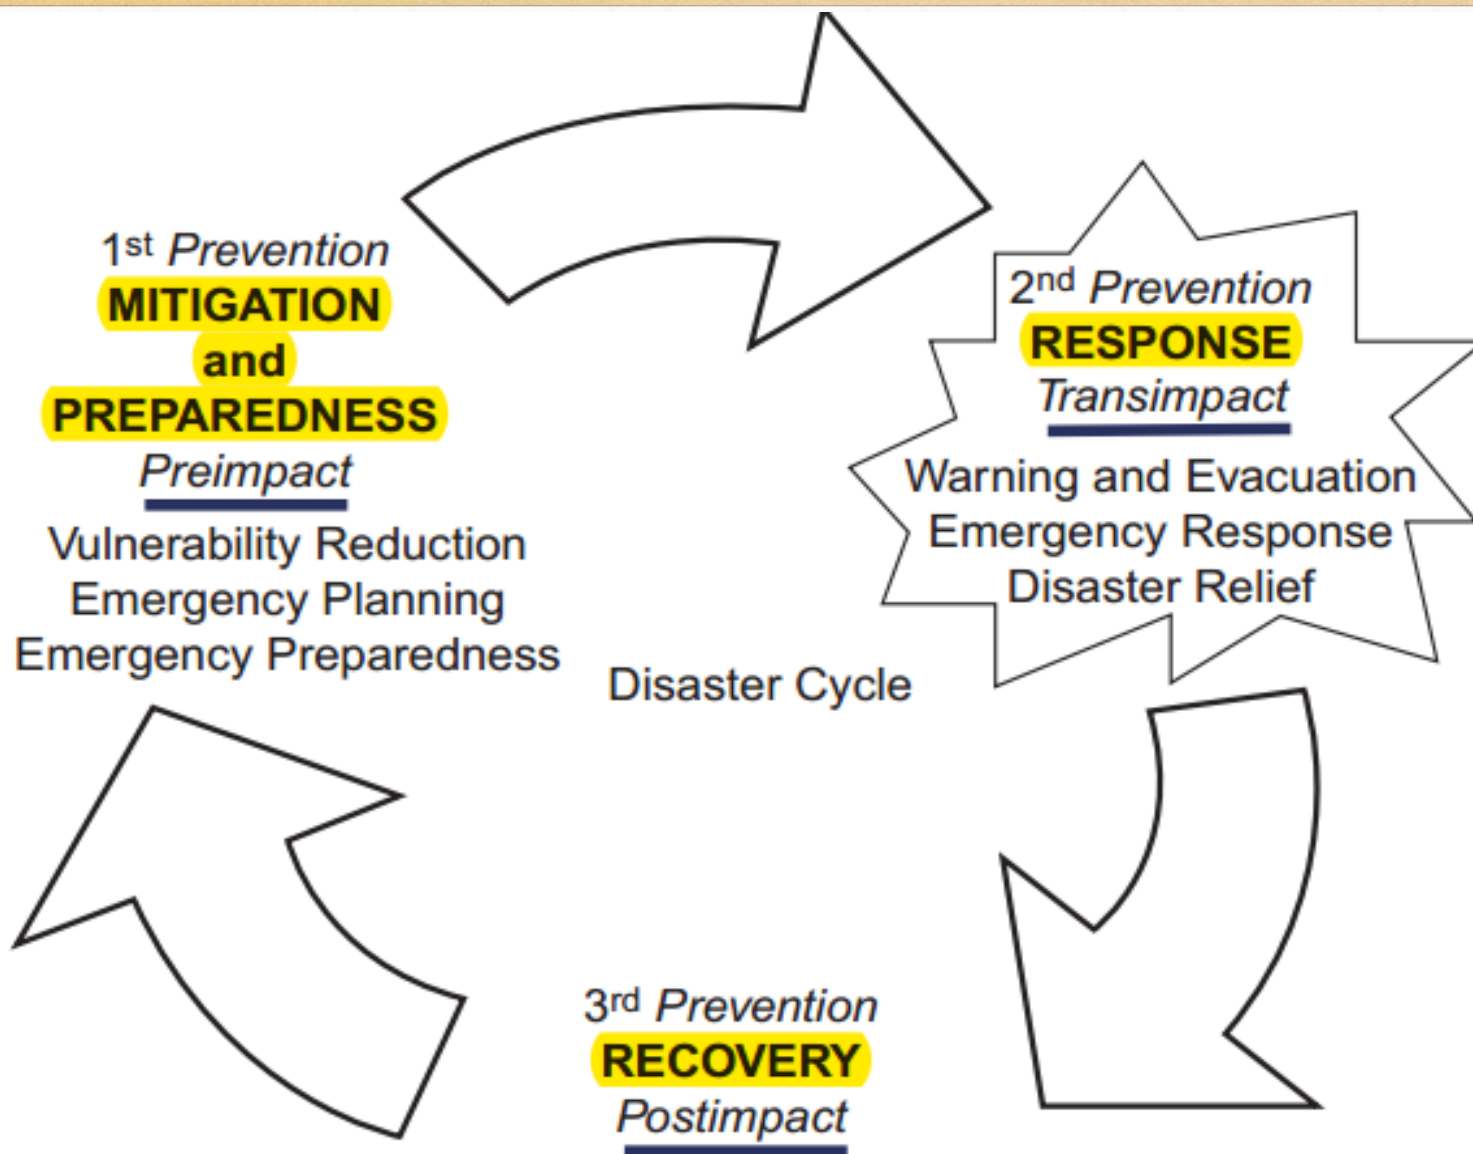 1st Prevention
MITIGATION
and
PREPAREDNESS
Preimpact
Vulnerability Reduction
Emergency Planning
Emergency Preparedness
2nd Prevention
RESPONSE
Transimpact
Warning and Evacuation
Emergency Response
Disaster Relief
Disaster Cycle
3rd Prevention
RECOVERY
Postimpact